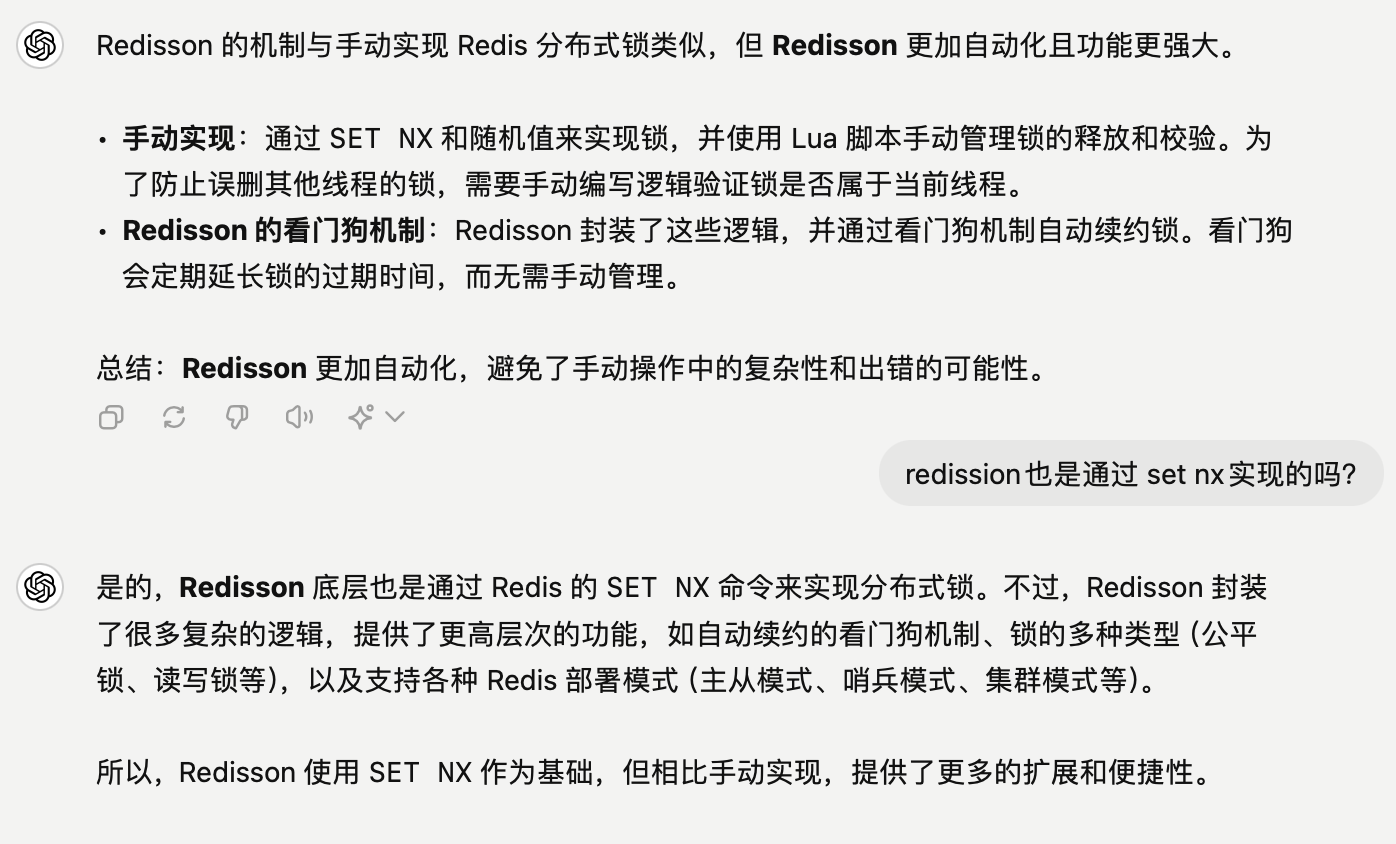 Redisson 的机制与手动实现 Redis 分布式锁类似，但 Redisson 更加自动化且功能更强大。
• 手动实现：通过 SET NX 和随机值来实现锁，并使用 Lua 脚本手动管理锁的释放和校验。为
了防止误删其他线程的锁，需要手动编写逻辑验证锁是否属于当前线程。
• Redisson 的看门狗机制：Redisson 封装了这些逻辑，并通过看门狗机制自动续约锁。看门狗
会定期延长锁的过期时间，而无需手动管理。
总结：Redisson 更加自动化，避免了手动操作中的复杂性和出错的可能性。
redission也是通过 set nx实现的吗?
是的，Redisson 底层也是通过 Redis 的 SET NX 命令来实现分布式锁。不过，Redisson 封装
了很多复杂的逻辑，提供了更高层次的功能，如自动续约的看门狗机制、锁的多种类型（公平
锁、读写锁等），以及支持各种 Redis 部署模式（主从模式、哨兵模式、集群模式等）。
所以，Redisson 使用 SET NX 作为基础，但相比手动实现，提供了更多的扩展和便捷性。